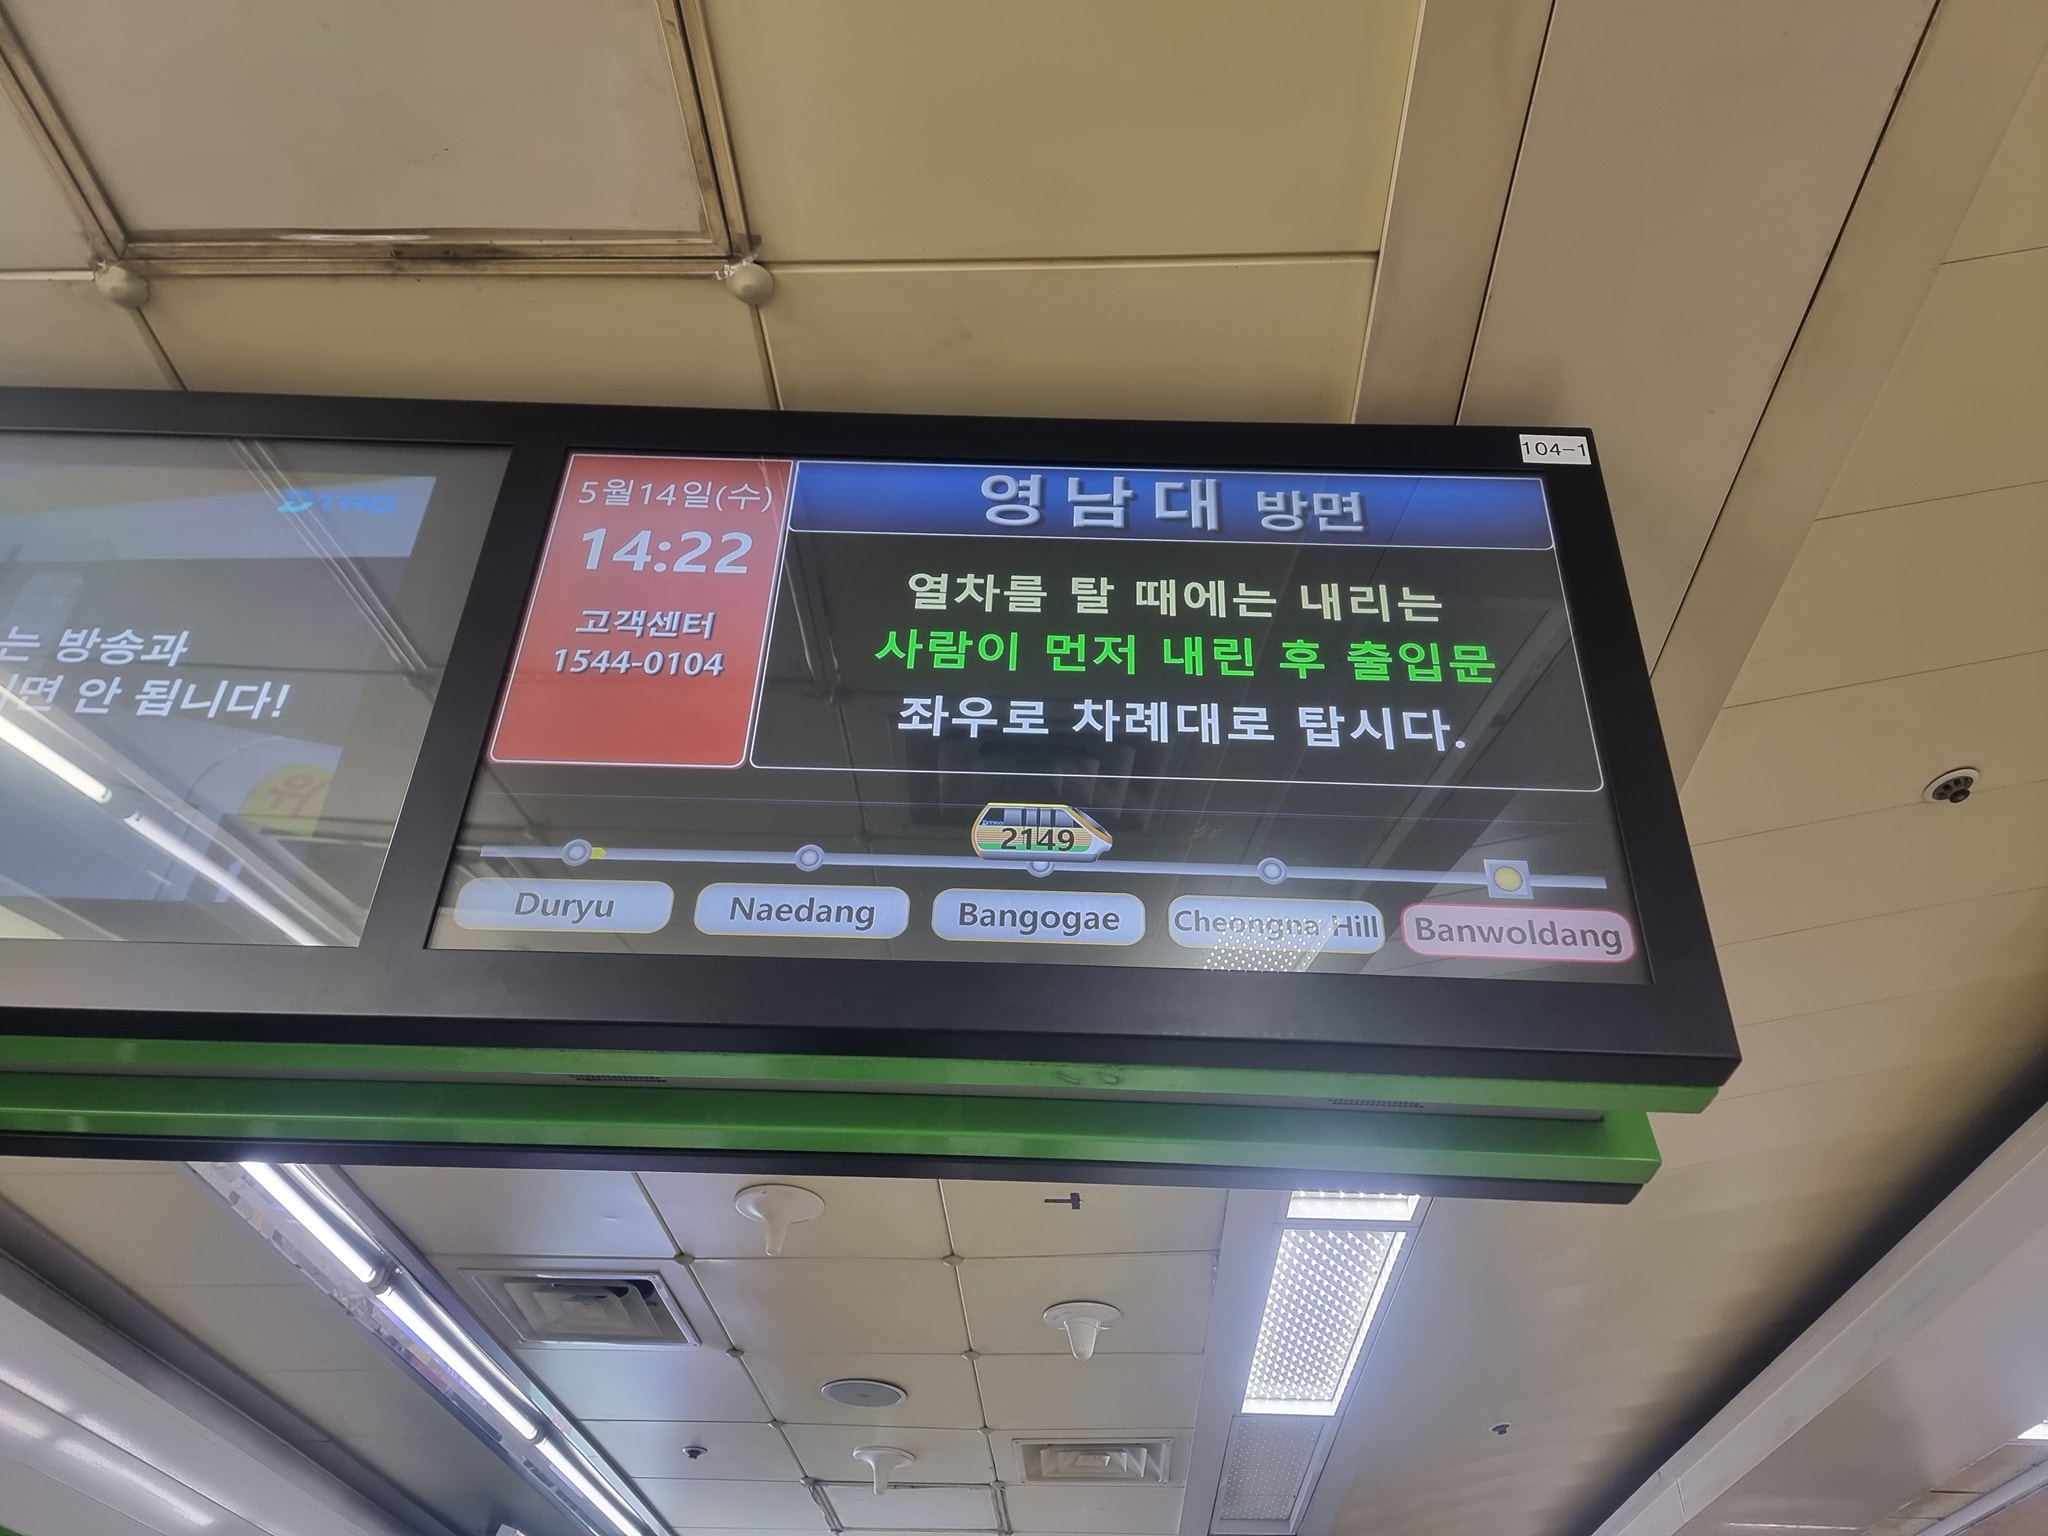 DTRO
는 방송과
면 안 됩니다!
위
104-1
5월14일(수)
14:22
고객센터
1544-0104
영남대 방면
열차를 탈 때에는 내리는
사람이 먼저 내린 후 출입문
좌우로 차례대로 탑시다.
DTRO
2149
Duryu
Naedang
Bangogae
Cheongna Hill
Banwoldang